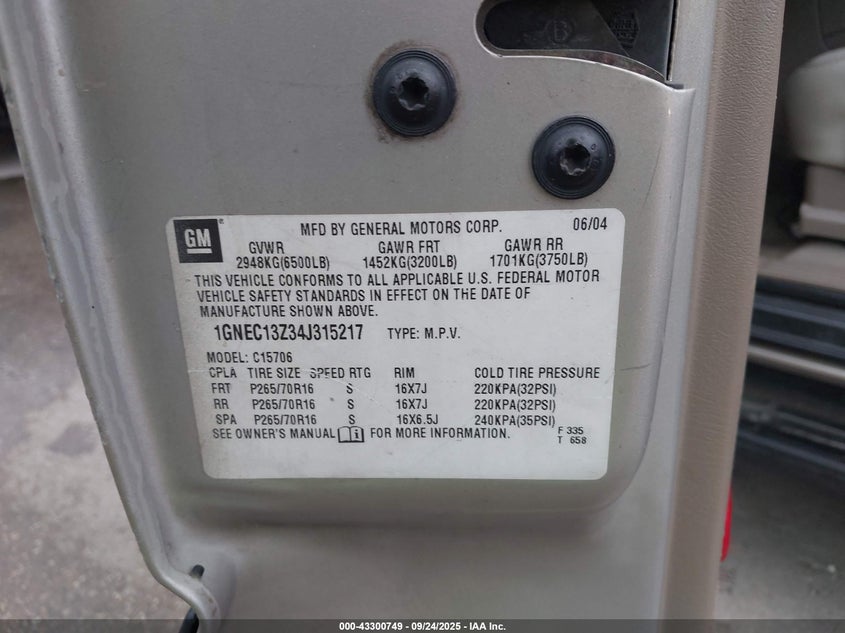 B
GM
MFD BY GENERAL MOTORS CORP. 06/04
GVWR GAWR FRT GAWR RR
2948KG(6500LB) 1452KG(3200LB) 1701KG(3750LB)
THIS VEHICLE CONFORMS TO ALL APPLICABLE U.S. FEDERAL MOTOR
VEHICLE SAFETY STANDARDS IN EFFECT ON THE DATE OF
MANUFACTURE SHOWN ABOVE.
1GNEC13Z34J315217 TYPE: M.P.V.
MODEL: C15706
CPLA TIRE SIZE SPEED RTG RIM COLD TIRE PRESSURE
FRT P265/70R16 S 16X7J 220KPA(32PSI)
RR P265/70R16 S 16X7J 220KPA(32PSI)
SPA P265/70R16 S 16X6.5J 240KPA(35PSI)
SEE OWNER'S MANUAL FOR MORE INFORMATION.
F 335
T 658
000-43300749 - 09/24/2025 - IAA Inc.